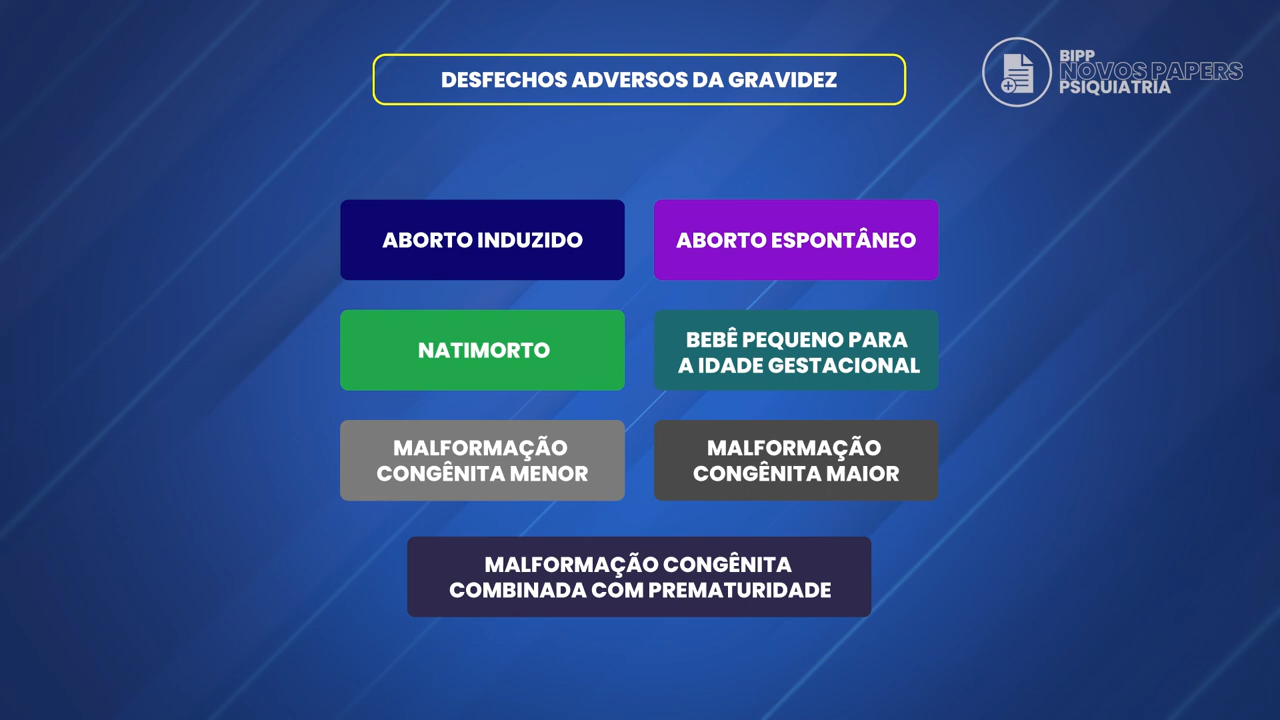 DESFECHOS ADVERSOS DA GRAVIDEZ
BIPP
NOVOS PAPERS
PSIQUIATRIA
ABORTO INDUZIDO
ABORTO ESPONTÂNEO
NATIMORTO
BEBÊ PEQUENO PARA
A IDADE GESTACIONAL
MALFORMAÇÃO
CONGÊNITA MENOR
MALFORMAÇÃO
CONGÊNITA MAIOR
MALFORMAÇÃO CONGÊNITA
COMBINADA COM PREMATURIDADE